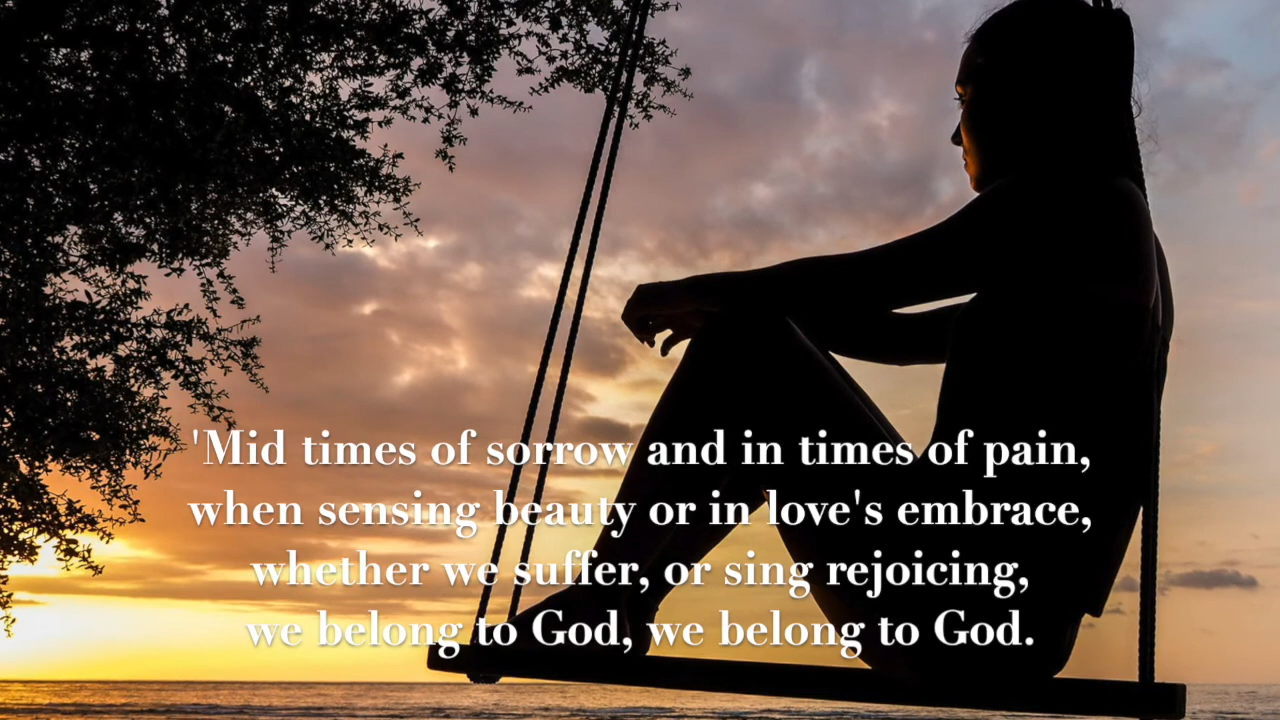 'Mid times of sorrow and in times of pain,
when sensing beauty or in love's embrace,
whether we suffer, or sing rejoicing,
we belong to God, we belong to God.